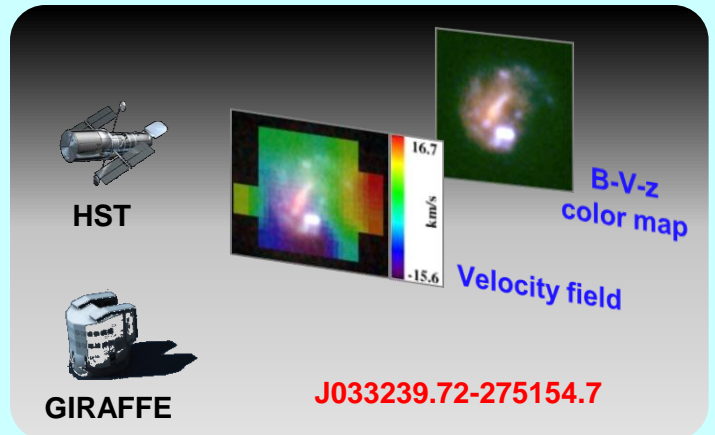 HST
16.7
km/s
-15.6
B-V-z
color map
Velocity field
GIRAFFE
J033239.72-275154.7